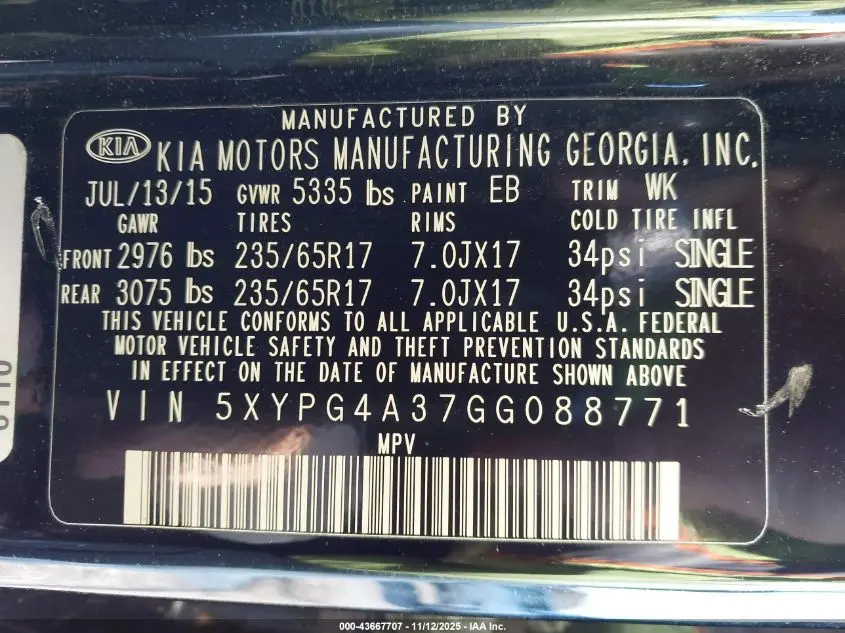 MANUFACTURED BY
KIA KIA MOTORS MANUFACTURING GEORGIA, INC.
JUL/13/15 GVWR 5335 lbs PAINT EB TRIM WK
GAWR TIRES RIMS COLD TIRE INFL
FRONT 2976 lbs 235/65R17 7.0JX17 34psi SINGLE
REAR 3075 lbs 235/65R17 7.0JX17 34psi SINGLE
THIS VEHICLE CONFORMS TO ALL APPLICABLE U.S.A. FEDERAL
MOTOR VEHICLE SAFETY AND THEFT PREVENTION STANDARDS
IN EFFECT ON THE DATE OF MANUFACTURE SHOWN ABOVE
VIN 5XYPG4A37GG088771
MPV
000-43667707 - 11/12/2025 - IAA Inc.